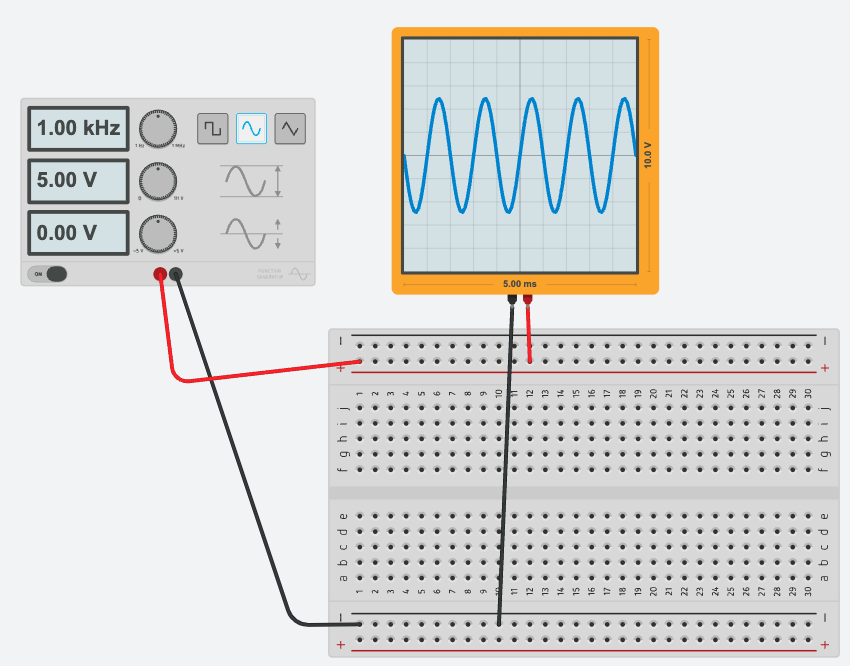 1.00 kHz
1 Hz
1 MHz
5.00 V
0
10 V
0.00 V
-5 V
+5 V
ON
FUNCTION
GENERATOR
10.0 V
5.00 ms
− −
+ +
1 2 3 4 5 6 7 8 9 10 11 12 13 14 15 16 17 18 19 20 21 22 23 24 25 26 27 28 29 30
j j
i i
h h
g g
f f
e e
d d
c c
b b
a a
1 2 3 4 5 6 7 8 9 10 11 12 13 14 15 16 17 18 19 20 21 22 23 24 25 26 27 28 29 30
− −
+ +